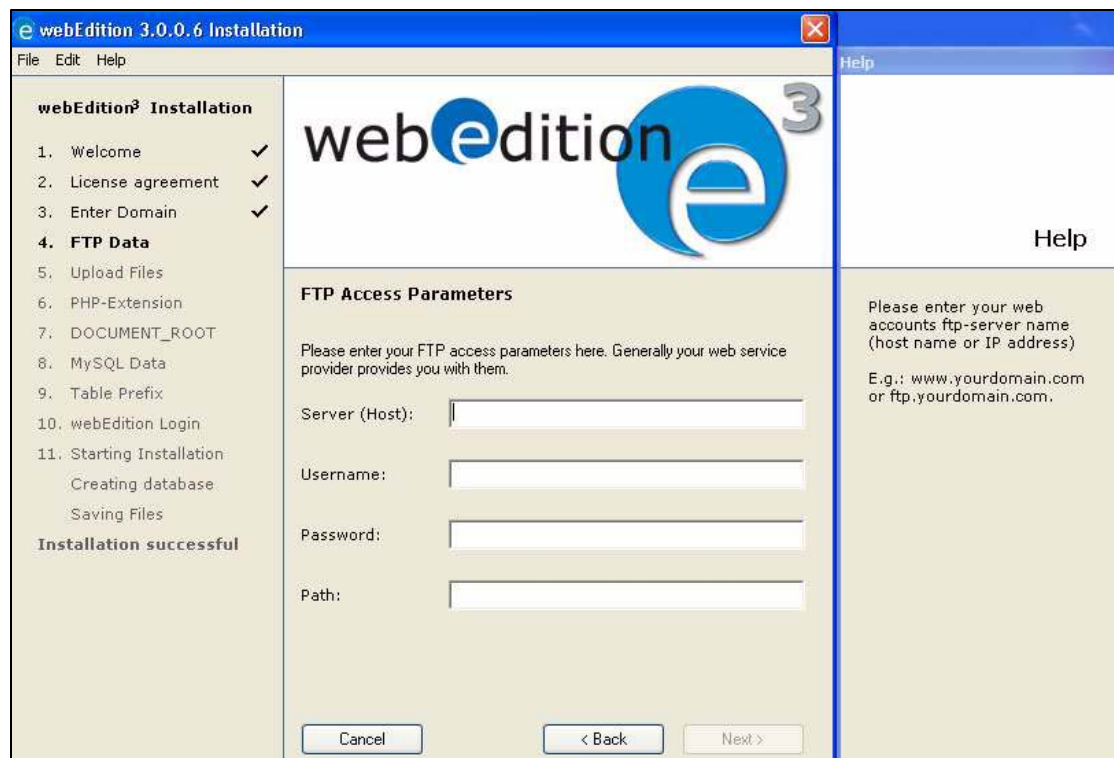 webEdition 3.0.0.6 Installation
File Edit Help
webEdition³ Installation
1. Welcome ✓
2. License agreement ✓
3. Enter Domain ✓
4. FTP Data
5. Upload Files
6. PHP-Extension
7. DOCUMENT_ROOT
8. MySQL Data
9. Table Prefix
10. webEdition Login
11. Starting Installation
Creating database
Saving Files
Installation successful
webedition e 3
FTP Access Parameters
Please enter your FTP access parameters here. Generally your web service
provider provides you with them.
Server (Host):
Username:
Password:
Path:
Cancel
< Back
Next >
Help
Help
Please enter your web
accounts ftp-server name
(host name or IP address)
E.g.: www.yourdomain.com
or ftp.yourdomain.com.